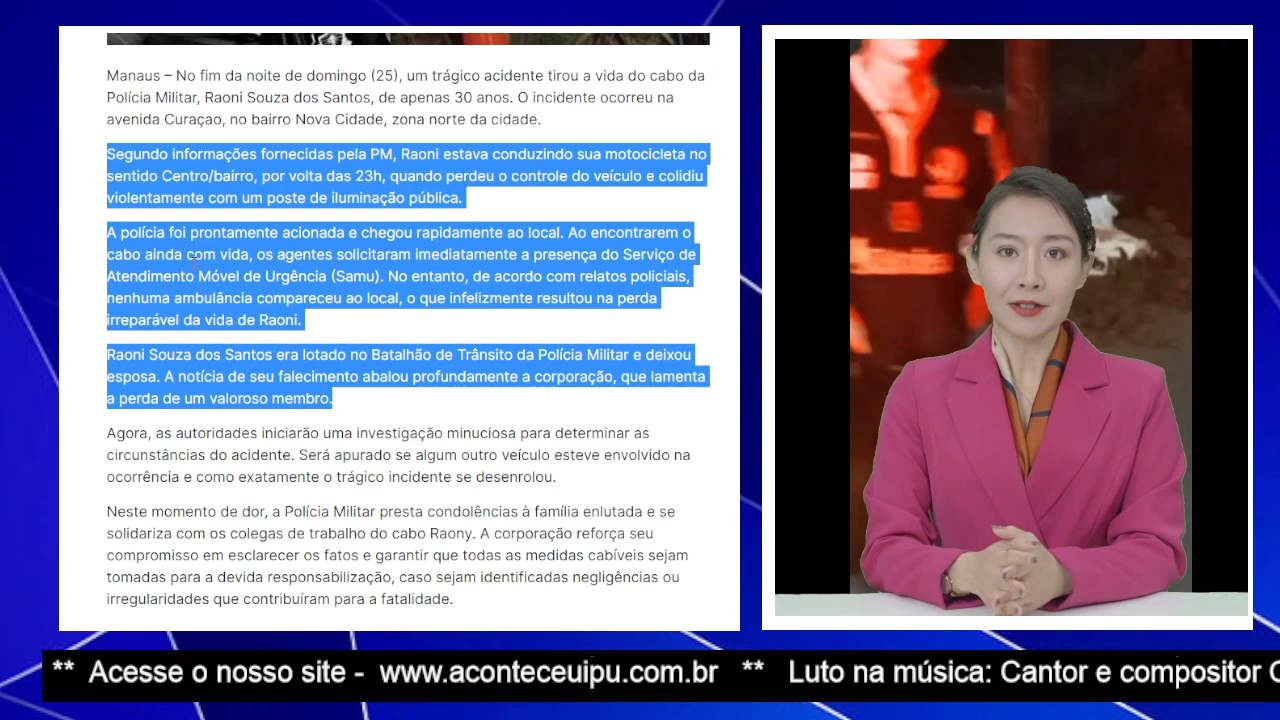 Manaus – No fim da noite de domingo (25), um trágico acidente tirou a vida do cabo da
Polícia Militar, Raoni Souza dos Santos, de apenas 30 anos. O incidente ocorreu na
avenida Curaçao, no bairro Nova Cidade, zona norte da cidade.
Segundo informações fornecidas pela PM, Raoni estava conduzindo sua motocicleta no
sentido Centro/bairro, por volta das 23h, quando perdeu o controle do veículo e colidiu
violentamente com um poste de iluminação pública.
A polícia foi prontamente acionada e chegou rapidamente ao local. Ao encontrarem o
cabo ainda com vida, os agentes solicitaram imediatamente a presença do Serviço de
Atendimento Móvel de Urgência (Samu). No entanto, de acordo com relatos policiais,
nenhuma ambulância compareceu ao local, o que infelizmente resultou na perda
irreparável da vida de Raoni.
Raoni Souza dos Santos era lotado no Batalhão de Trânsito da Polícia Militar e deixou
esposa. A notícia de seu falecimento abalou profundamente a corporação, que lamenta
a perda de um valoroso membro.
Agora, as autoridades iniciarão uma investigação minuciosa para determinar as
circunstâncias do acidente. Será apurado se algum outro veículo esteve envolvido na
ocorrência e como exatamente o trágico incidente se desenrolou.
Neste momento de dor, a Polícia Militar presta condolências à família enlutada e se
solidariza com os colegas de trabalho do cabo Raony. A corporação reforça seu
compromisso em esclarecer os fatos e garantir que todas as medidas cabíveis sejam
tomadas para a devida responsabilização, caso sejam identificadas negligências ou
irregularidades que contribuíram para a fatalidade.
** Acesse o nosso site - www.aconteceuipu.com.br ** Luto na música: Cantor e compositor